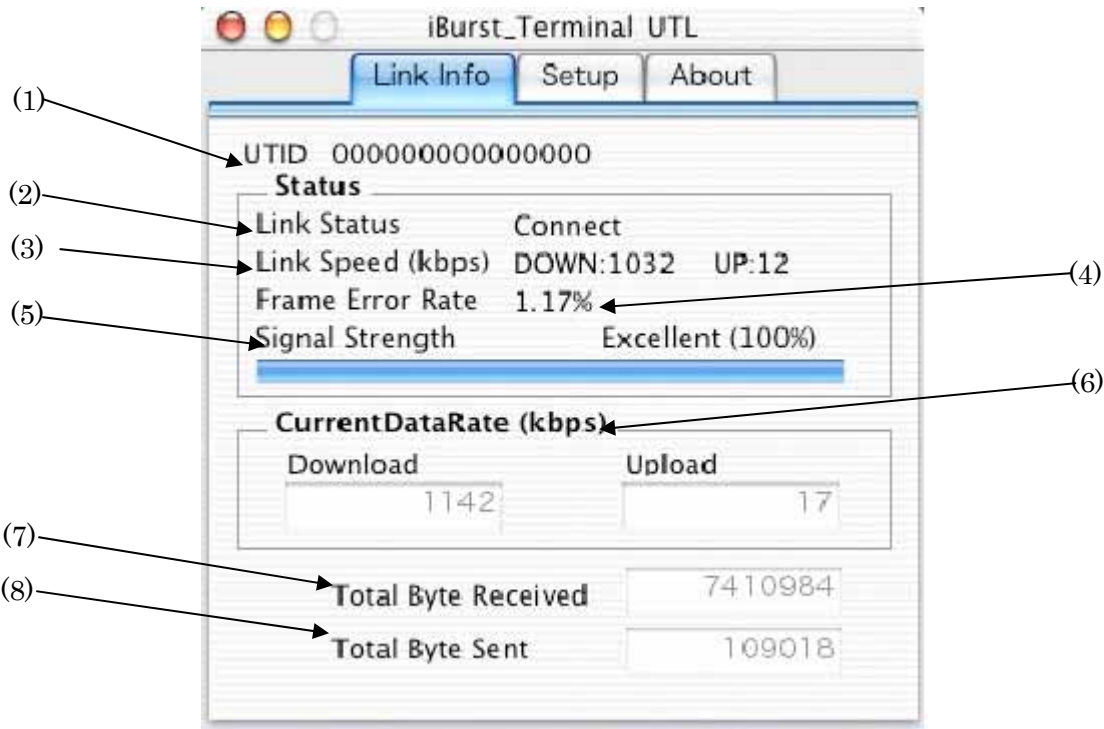 iBurst_Terminal UTL
Link Info Setup About
(1)
UTID 000000000000000
Status
(2)
Link Status Connect
(3)
Link Speed (kbps) DOWN:1032 UP:12
(4)
Frame Error Rate 1.17%
(5)
Signal Strength Excellent (100%)
(6)
CurrentDataRate (kbps)
Download Upload
1142 17
(7)
Total Byte Received 7410984
(8)
Total Byte Sent 109018